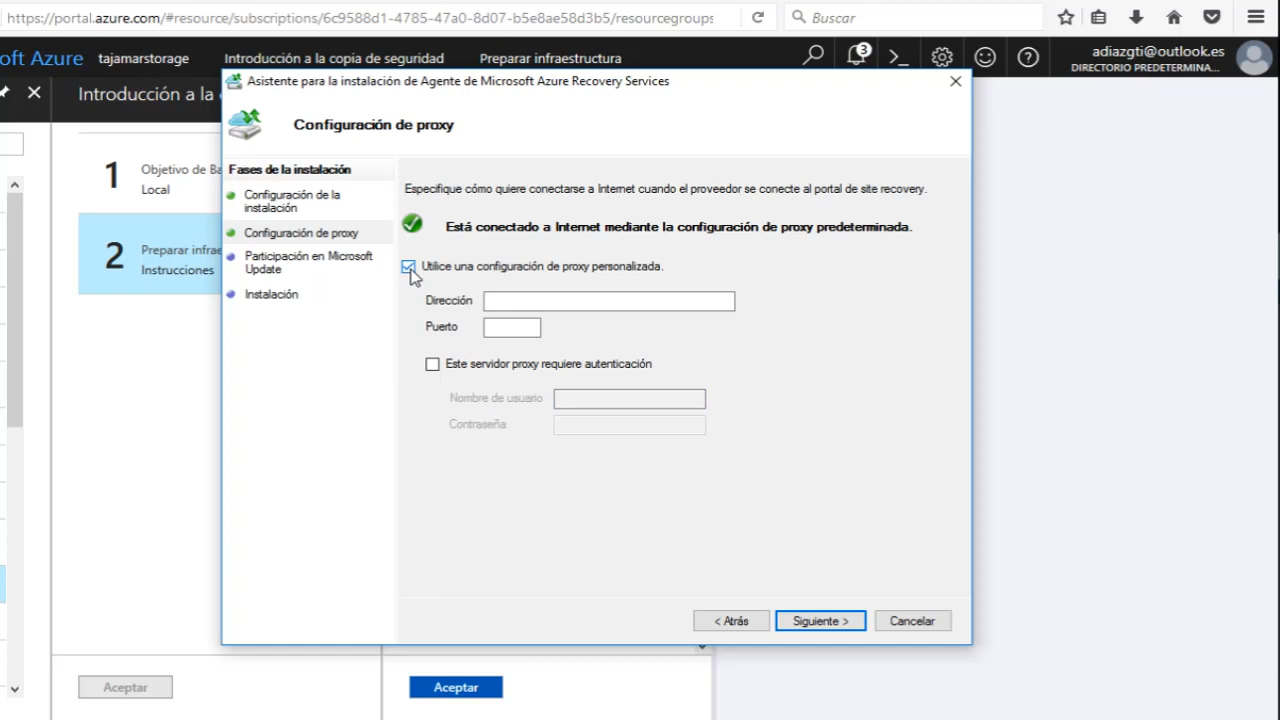 https://portal.azure.com/#resource/subscriptions/6c9588d1-4785-47a0-8d07-b5e8ae58d3b5/resourcegroups
Buscar
oft Azure
tajamarstorage
Introducción a la copia de seguridad
Preparar infraestructura
3
adiazgti@outlook.es
DIRECTORIO PREDETERMINA...
Introducción a la
Asistente para la instalación de Agente de Microsoft Azure Recovery Services
Configuración de proxy
1
Objetivo de Ba
Local
2
Preparar infrae
Instrucciones
Fases de la instalación
Configuración de la
instalación
Configuración de proxy
Participación en Microsoft
Update
Instalación
Especifique cómo quiere conectarse a Internet cuando el proveedor se conecte al portal de site recovery.
Está conectado a Internet mediante la configuración de proxy predeterminada.
Utilice una configuración de proxy personalizada.
Dirección
Puerto
Este servidor proxy requiere autenticación
Nombre de usuario
Contraseña
< Atrás
Siguiente >
Cancelar
Aceptar
Aceptar